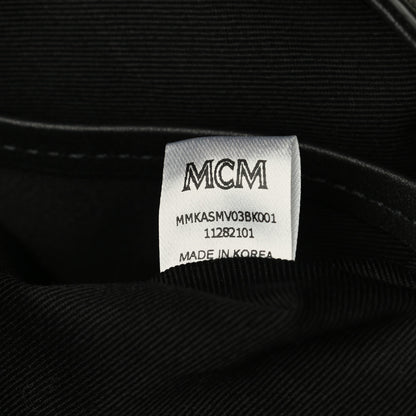 MCM
MMKASMV03BK001
11282101
MADE IN KOREA